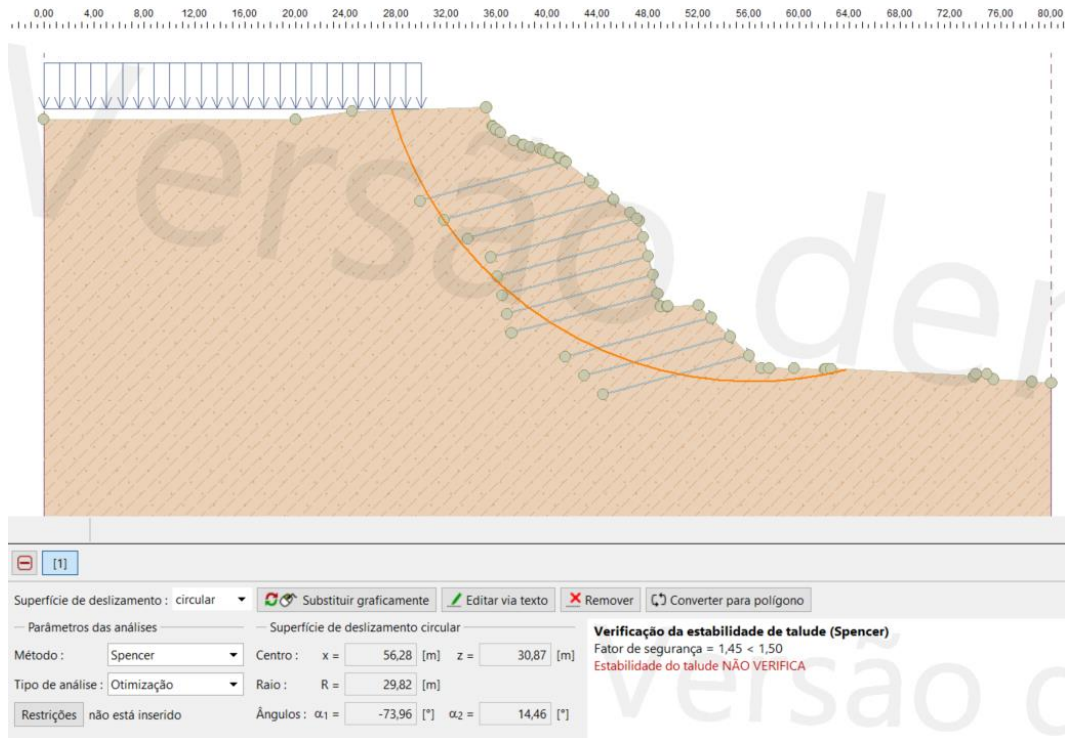 0,00 4,00 8,00 12,00 16,00 20,00 24,00 28,00 32,00 36,00 40,00 44,00 48,00 52,00 56,00 60,00 64,00 68,00 72,00 76,00 80,00
Versão der
[1]
Superfície de deslizamento : circular Substituir graficamente Editar via texto Remover Converter para polígono
Parâmetros das análises Superfície de deslizamento circular
Método : Spencer Centro : x = 56,28 [m] z = 30,87 [m]
Tipo de análise : Otimização Raio : R = 29,82 [m]
Restrições não está inserido Ângulos : α1 = -73,96 [°] α2 = 14,46 [°]
Verificação da estabilidade de talude (Spencer)
Fator de segurança = 1,45 < 1,50
Estabilidade do talude NÃO VERIFICA
versão d